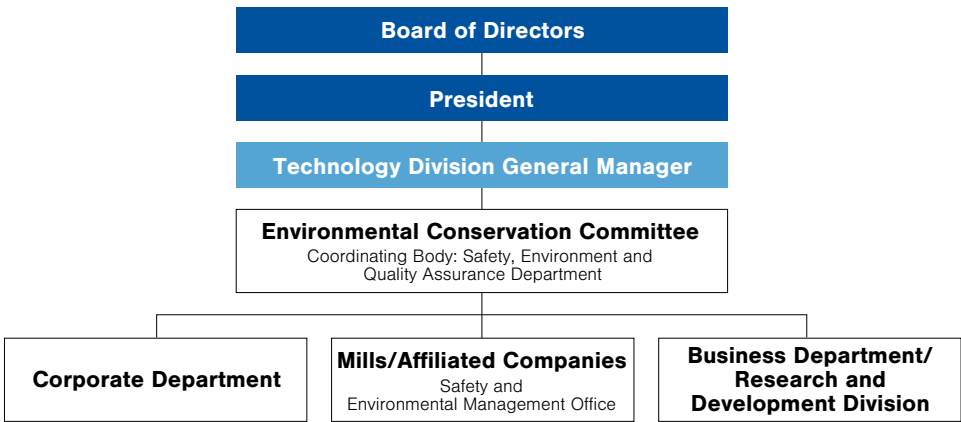 Board of Directors
President
Technology Division General Manager
Environmental Conservation Committee
Coordinating Body: Safety, Environment and
Quality Assurance Department
Corporate Department
Mills/Affiliated Companies
Safety and
Environmental Management Office
Business Department/
Research and
Development Division